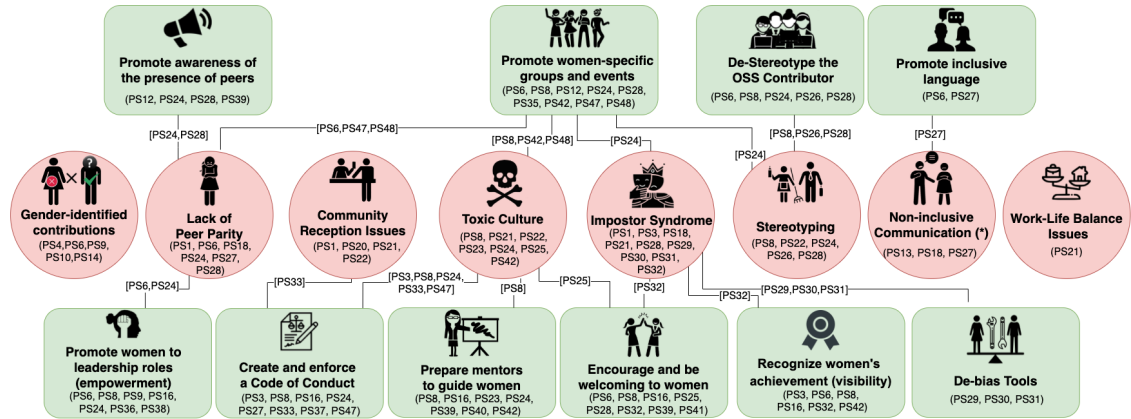 Promote awareness of
the presence of peers
(PS12, PS24, PS28, PS39)
Promote women-specific
groups and events
(PS6, PS8, PS12, PS24, PS28,
PS35, PS42, PS47, PS48)
De-Stereotype the
OSS Contributor
(PS6, PS8, PS24, PS26, PS28)
Promote inclusive
language
(PS6, PS27)
[PS24,PS28]
[PS6,PS47,PS48]
[PS8,PS42,PS48]
[PS24]
[PS24]
[PS8,PS26,PS28]
[PS27]
?
Gender-identified
contributions
(PS4,PS6,PS9,
PS10,PS14)
Lack of
Peer Parity
(PS1, PS6, PS18,
PS24, PS27,
PS28)
Community
Reception Issues
(PS1, PS20, PS21,
PS22)
Toxic Culture
(PS8, PS21, PS22,
PS23, PS24, PS25,
PS42)
Impostor Syndrome
(PS1, PS3, PS18,
PS21, PS28, PS29,
PS30, PS31,
PS32)
Stereotyping
(PS8, PS22, PS24,
PS26, PS28)
Non-inclusive
Communication (*)
(PS13, PS18, PS27)
Work-Life Balance
Issues
(PS21)
[PS6,PS24]
[PS33]
[PS3,PS8,PS24,
PS33,PS47]
[PS8]
[PS25]
[PS32]
[PS32]
[PS29,PS30,PS31]
Promote women to
leadership roles
(empowerment)
(PS6, PS8, PS9, PS16,
PS24, PS36, PS38)
Create and enforce
a Code of Conduct
(PS3, PS8, PS16, PS24,
PS27, PS33, PS37, PS47)
Prepare mentors
to guide women
(PS8, PS16, PS23, PS24,
PS39, PS40, PS42)
Encourage and be
welcoming to women
(PS6, PS8, PS16, PS25,
PS28, PS32, PS39, PS41)
Recognize women's
achievement (visibility)
(PS3, PS6, PS8,
PS16, PS32, PS42)
De-bias Tools
(PS29, PS30, PS31)